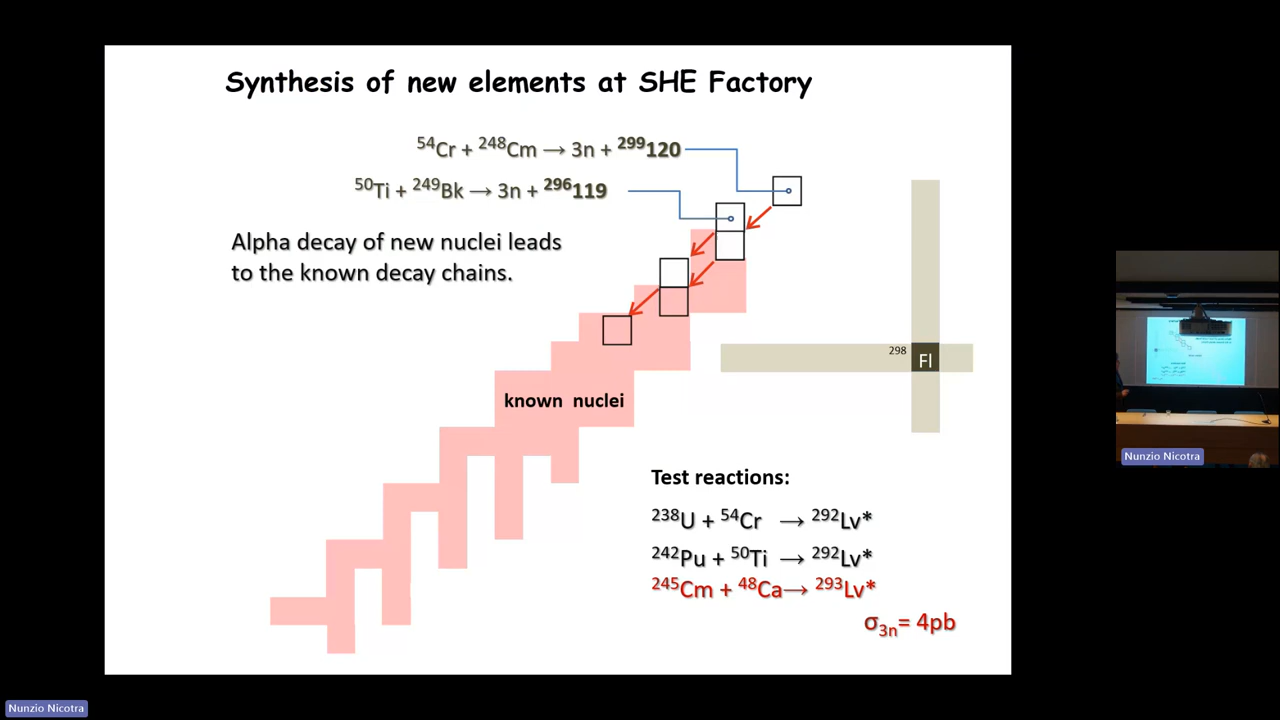 Synthesis of new elements at SHE Factory
⁵⁴Cr + ²⁴⁸Cm → 3n + ²⁹⁹120
⁵⁰Ti + ²⁴⁹Bk → 3n + ²⁹⁶119
Alpha decay of new nuclei leads
to the known decay chains.
298
Fl
known nuclei
Test reactions:
²³⁸U + ⁵⁴Cr → ²⁹²Lv*
²⁴²Pu + ⁵⁰Ti → ²⁹²Lv*
²⁴⁵Cm + ⁴⁸Ca→ ²⁹³Lv*
σ₃ₙ= 4pb
Nunzio Nicotra
Nunzio Nicotra